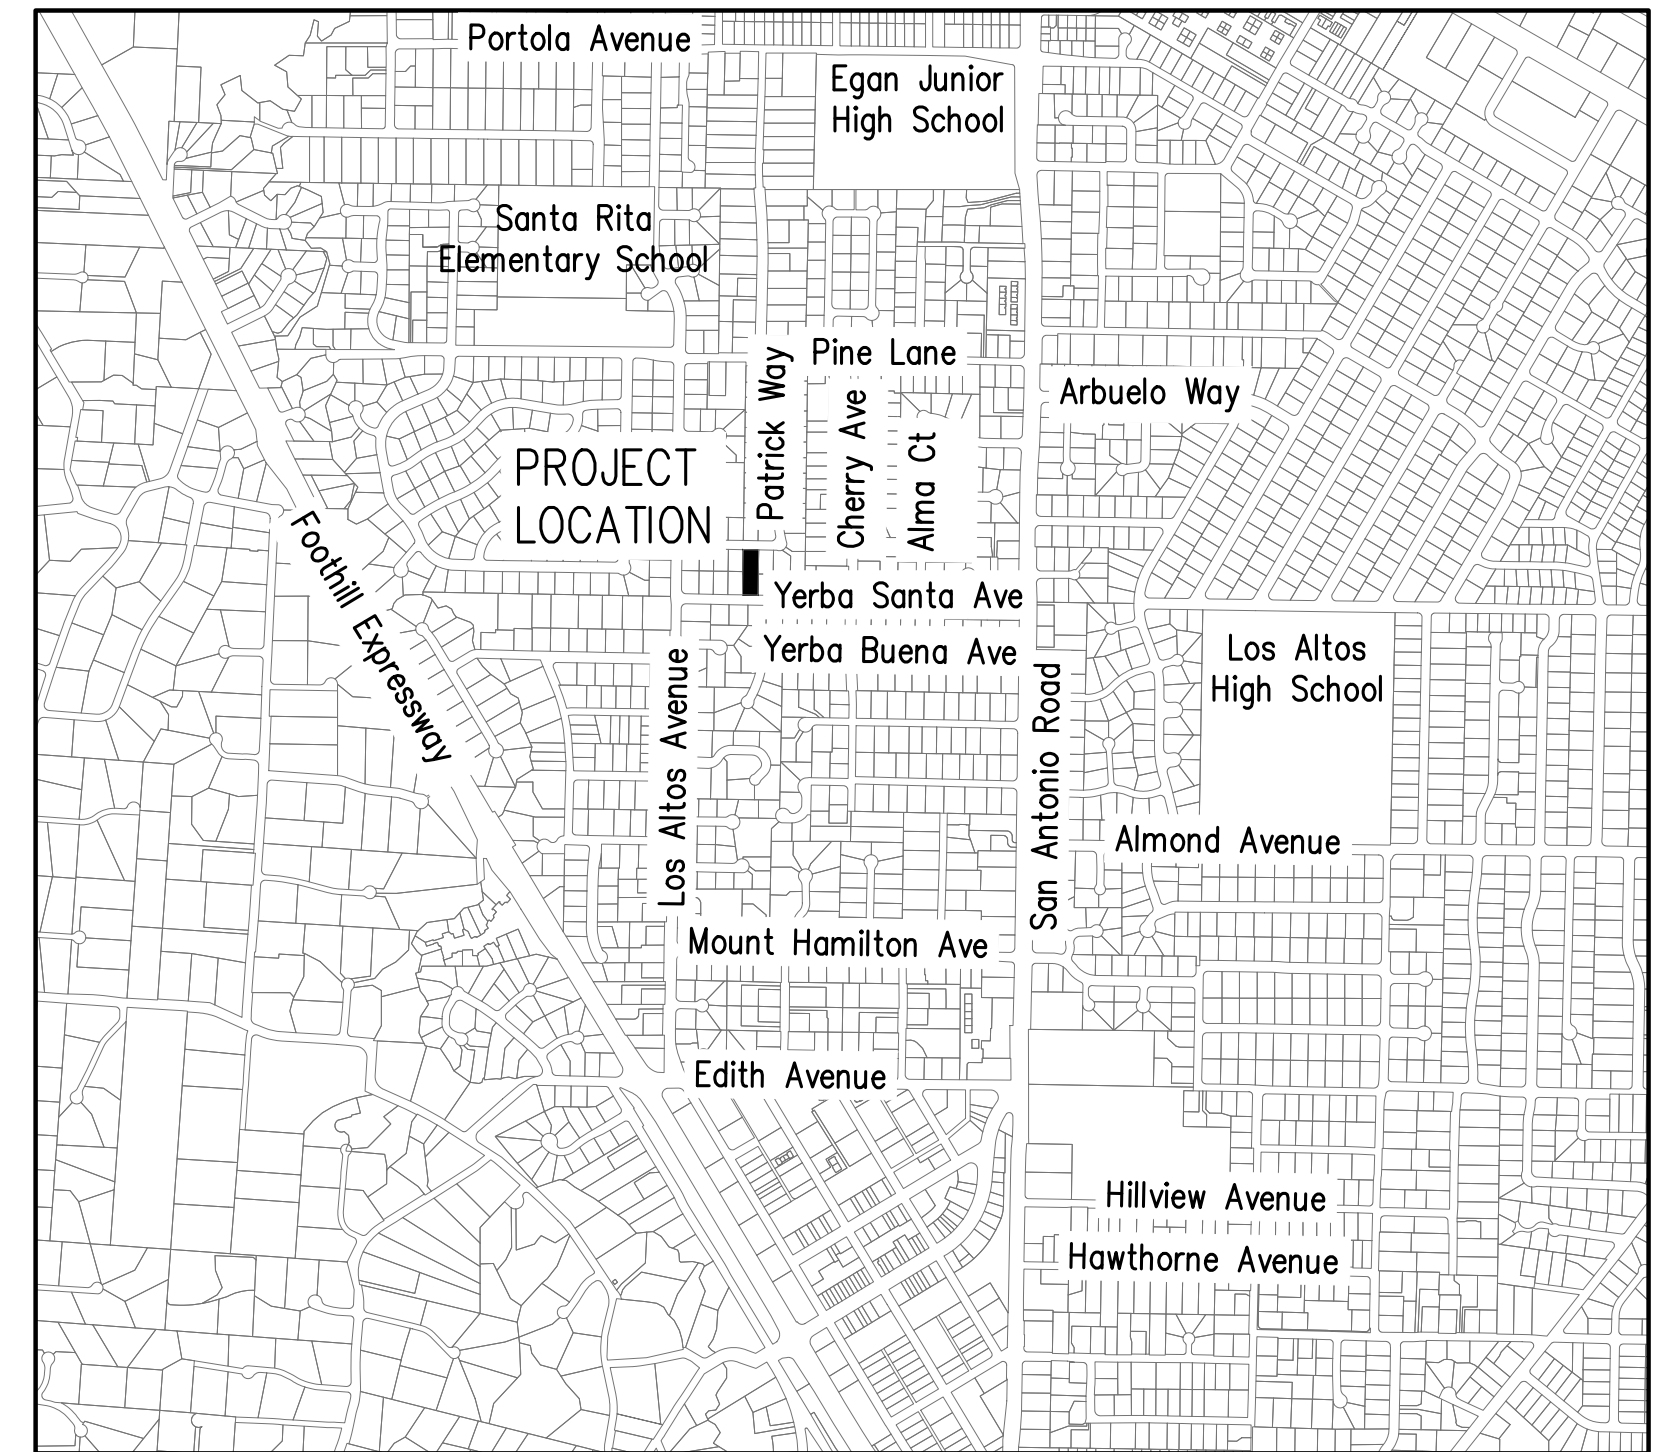 Portola Avenue
Egan Junior
High School
Santa Rita
Elementary School
Pine Lane
Patrick Way
Cherry Ave
Alma Ct
Arbuelo Way
PROJECT
LOCATION
Foothill Expressway
Yerba Santa Ave
Yerba Buena Ave
Los Altos
High School
Los Altos Avenue
San Antonio Road
Almond Avenue
Mount Hamilton Ave
Edith Avenue
Hillview Avenue
Hawthorne Avenue